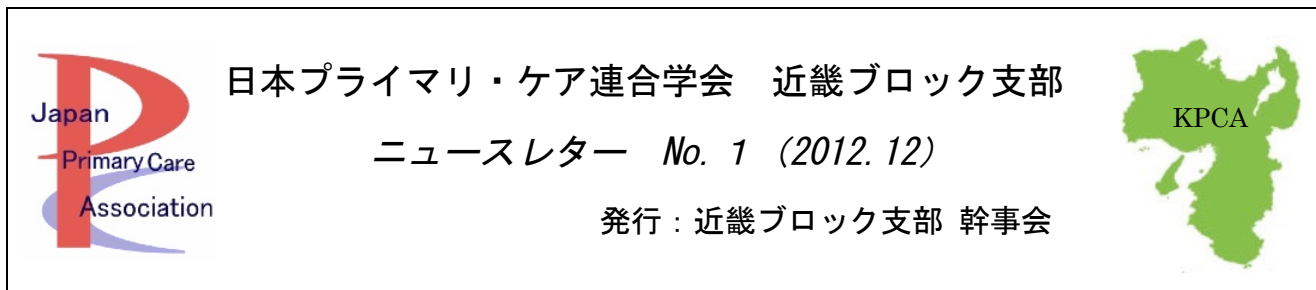 Japan
Primary Care
Association
日本プライマリ・ケア連合学会　近畿ブロック支部
ニュースレター　No. 1 (2012.12)
発行：近畿ブロック支部 幹事会
KPCA